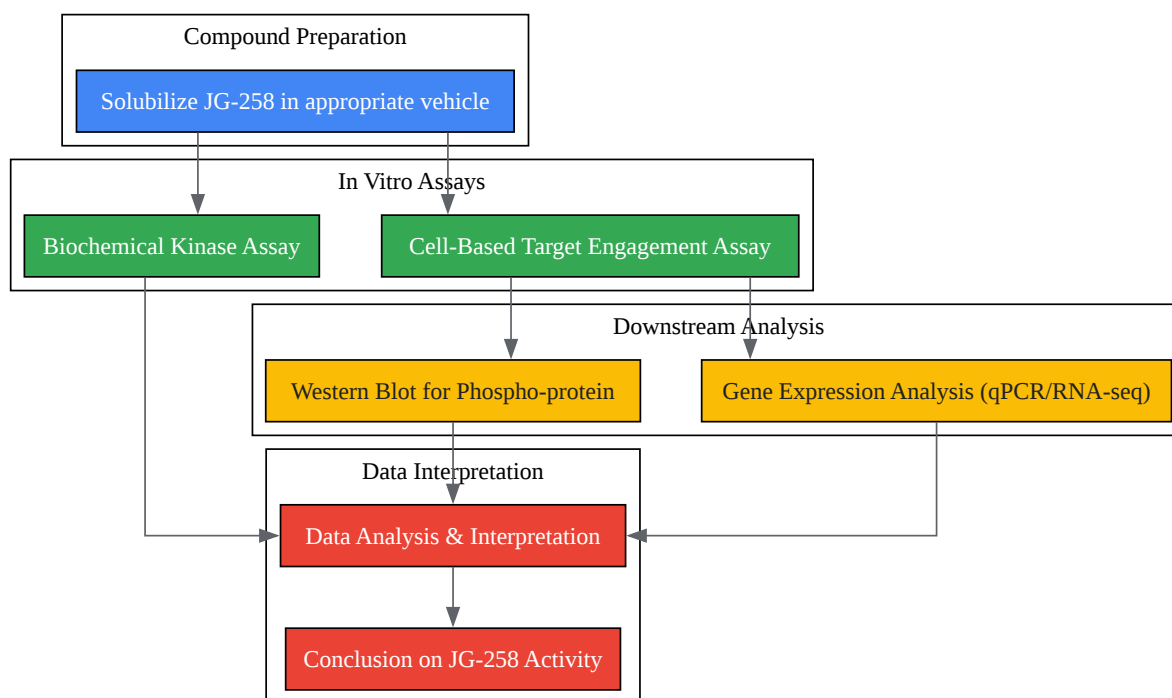 Compound Preparation
Solubilize JG-258 in appropriate vehicle
In Vitro Assays
Biochemical Kinase Assay
Cell-Based Target Engagement Assay
Downstream Analysis
Western Blot for Phospho-protein
Gene Expression Analysis (qPCR/RNA-seq)
Data Interpretation
Data Analysis & Interpretation
Conclusion on JG-258 Activity